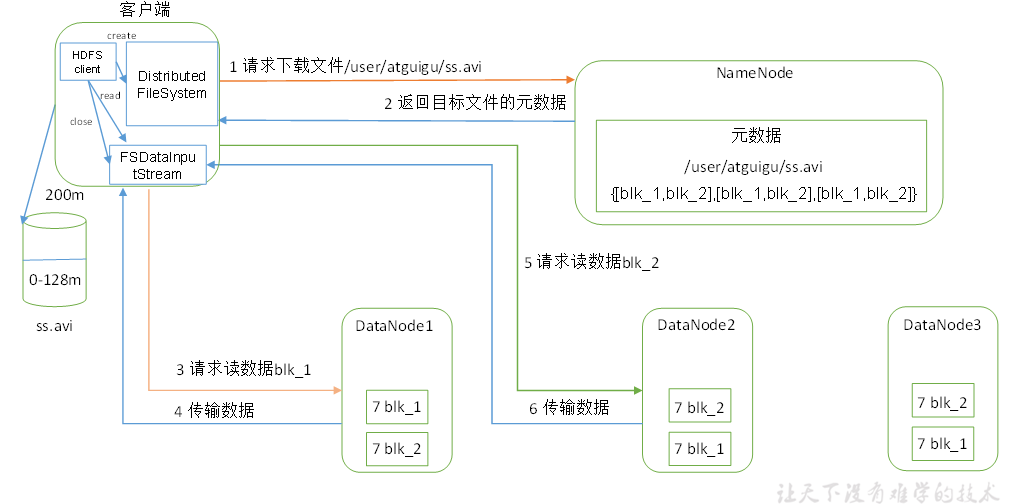 客户端
create
HDFS
client
Distributed
FileSystem
read
close
FSDataInpu
tStream
1 请求下载文件/user/atguigu/ss.avi
2 返回目标文件的元数据
NameNode
元数据
/user/atguigu/ss.avi
{[blk_1,blk_2],[blk_1,blk_2],[blk_1,blk_2]}
200m
0-128m
ss.avi
5 请求读数据blk_2
3 请求读数据blk_1
4 传输数据
6 传输数据
DataNode1
7 blk_1
7 blk_2
DataNode2
7 blk_2
7 blk_1
DataNode3
7 blk_2
7 blk_1
让天下没有难学的技术